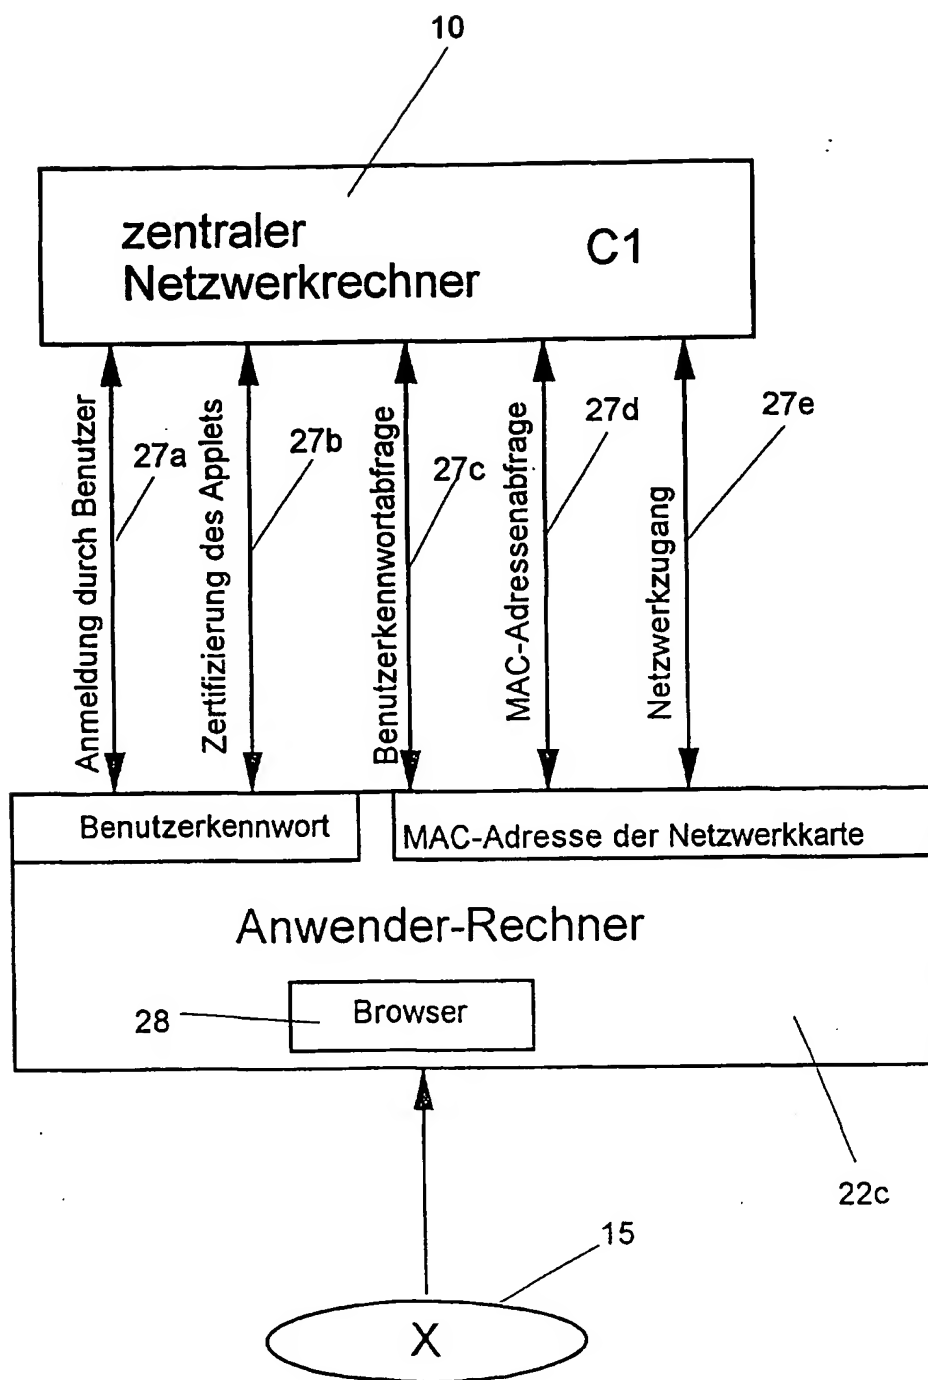 10
zentraler
Netzwerkrechner
C1
Anmeldung durch Benutzer
27a
Zertifizierung des Applets
27b
Benutzerkennwortabfrage
27c
MAC-Adressenabfrage
27d
Netzwerkzugang
27e
Benutzerkennwort
MAC-Adresse der Netzwerkkarte
Anwender-Rechner
28
Browser
22c
15
X